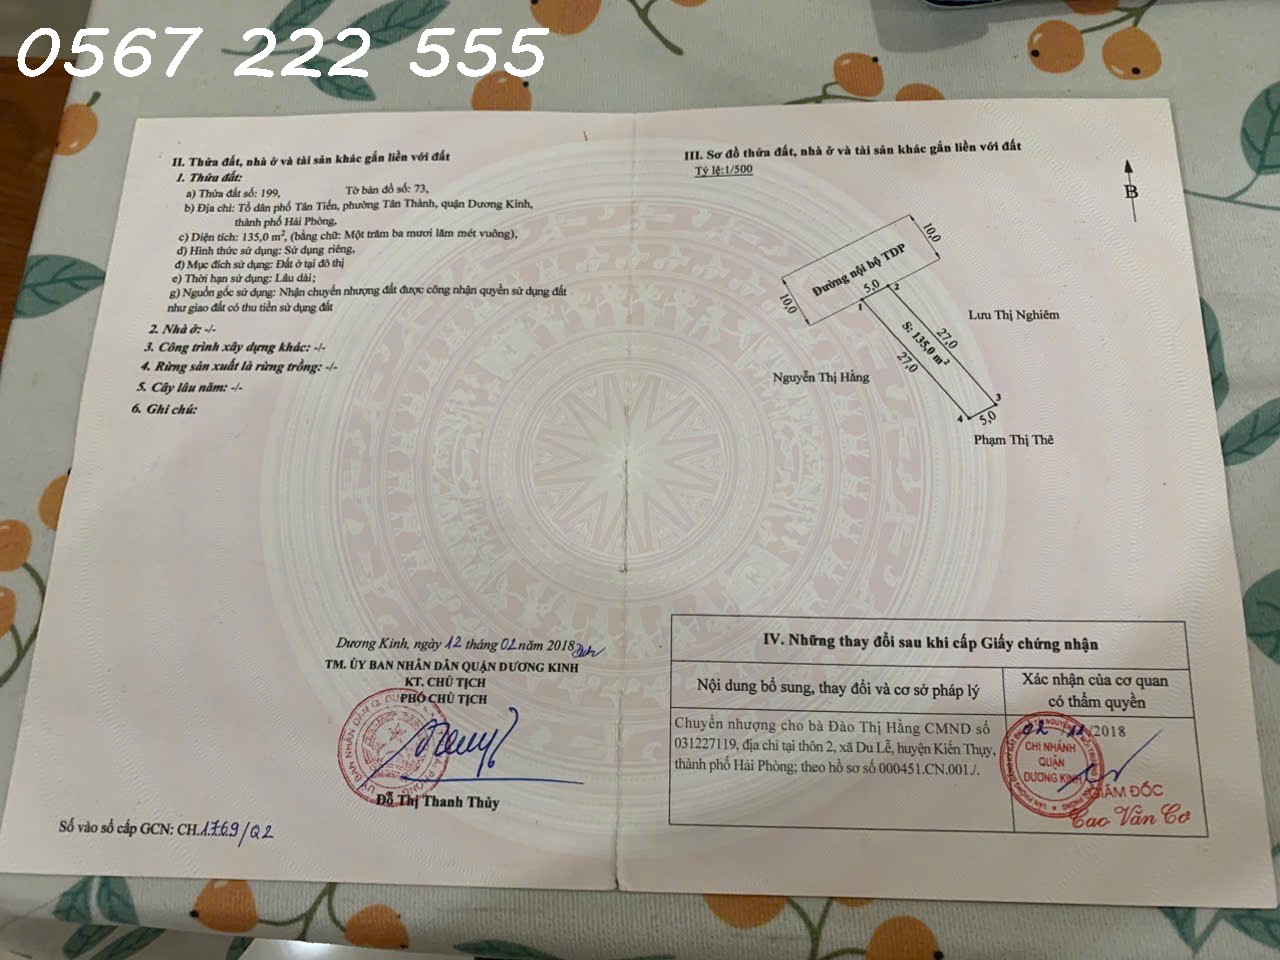 0567 222 555
II. Thửa đất, nhà ở và tài sản khác gắn liền với đất
1. Thửa đất:
a) Thửa đất số: 199, Tờ bản đồ số: 73,
b) Địa chỉ: Tổ dân phố Tân Tiến, phường Tân Thành, quận Dương Kinh,
thành phố Hải Phòng,
c) Diện tích: 135,0 m², (bằng chữ: Một trăm ba mươi lăm mét vuông),
d) Hình thức sử dụng: Sử dụng riêng,
đ) Mục đích sử dụng: Đất ở tại đô thị
e) Thời hạn sử dụng: Lâu dài;
g) Nguồn gốc sử dụng: Nhận chuyển nhượng đất được công nhận quyền sử dụng đất
như giao đất có thu tiền sử dụng đất
2. Nhà ở: -/-
3. Công trình xây dựng khác: -/-
4. Rừng sản xuất là rừng trồng: -/-
5. Cây lâu năm: -/-
6. Ghi chú:
Dương Kinh, ngày 12 tháng 02 năm 2018
TM. ỦY BAN NHÂN DÂN QUẬN DƯƠNG KINH
KT. CHỦ TỊCH
PHÓ CHỦ TỊCH
Đỗ Thị Thanh Thủy
Số vào sổ cấp GCN: CH.1769/Q2
III. Sơ đồ thửa đất, nhà ở và tài sản khác gắn liền với đất
Tỷ lệ:1/500
B
10,0
Đường nội bộ TDP
10,0
5,0
1
2
Lưu Thị Nghiêm
27,0
S: 135,0 m²
27,0
Nguyễn Thị Hằng
3
4
5,0
Phạm Thị Thê
IV. Những thay đổi sau khi cấp Giấy chứng nhận
Nội dung bổ sung, thay đổi và cơ sở pháp lý
Xác nhận của cơ quan
có thẩm quyền
Chuyển nhượng cho bà Đào Thị Hằng CMND số
031227119, địa chỉ tại thôn 2, xã Du Lễ, huyện Kiến Thụy,
thành phố Hải Phòng; theo hồ sơ số 000451.CN.001./.
02/11/2018
CHI NHÁNH
QUẬN
DƯƠNG KINH
GIÁM ĐỐC
Cao Văn Cơ